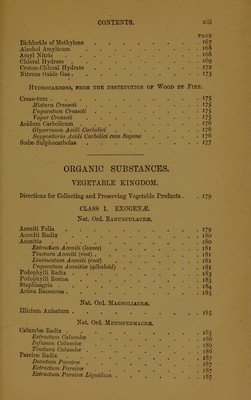 CONTENTS. xiii
PAGE
Bichloride of Methylene . . . . . . . 167
Alcohol Amylicum . . . . . . . 168
Amyl Nitris . . . . . . . 168
Chloral Hydrate . . . . . . . 169
Croton-Chloral Hydrate . . . . . . . 172
Nitrous Oxide Gas . . . . . . . 173
Hydrocarbons, from the destruction of Wood by Fire.
Creasotum . . . . . . . 175
Mistura Creasoti . . . . . . . 175
Unguentum Creasoti . . . . . . . 175
Vapor Creasoti . . . . . . . 175
Acidum Carbolicum . . . . . . . 176
Glycerinum Acidi Carbolici . . . . . . . 176
Suppositoria Acidi Carbolici cum Sapone . . . . 176
Sodæ Sulphocarbolas . . . . . . . 177
ORGANIC SUBSTANCES.
VEGETABLE KINGDOM.
Directions for Collecting and Preserving Vegetable Products . 179
CLASS I. EXOGENÆ.
Nat. Ord. Ranunculaceæ.
Aconiti Folia . . . . . . . 179
Aconiti Radix . . . . . . . 179
Aconitia . . . . . . . 180
Extractum Aconiti (leaves) . . . . . . . 181
Tinctura Aconiti (root) . . . . . . . 181
Linimentum Aconiti (root) . . . . . . . 181
Unguentum Aconitiæ (alkaloid) . . . . . . . 181
Podophylli Radix . . . . . . . 183
Podophylli Resina . . . . . . . 183
Staphisagria . . . . . . . 184
Actæa Racemosa . . . . . . . 185
Nat. Ord. Magnoliaceæ.
Illicium Anisatum . . . . . . . 185
Nat. Ord. Menispermaceæ.
Calumbæ Radix . . . . . . . 185
Extractum Calumbæ . . . . . . . 186
Infusum Calumbæ . . . . . . . 186
Tinctura Calumbæ . . . . . . . 186
Pareiræ Radix . . . . . . . 187
Decoctum Pareiræ . . . . . . . 187
Extractum Pareiræ . . . . . . . 187
Extractum Pareiræ Liquidum . . . . . . . 187